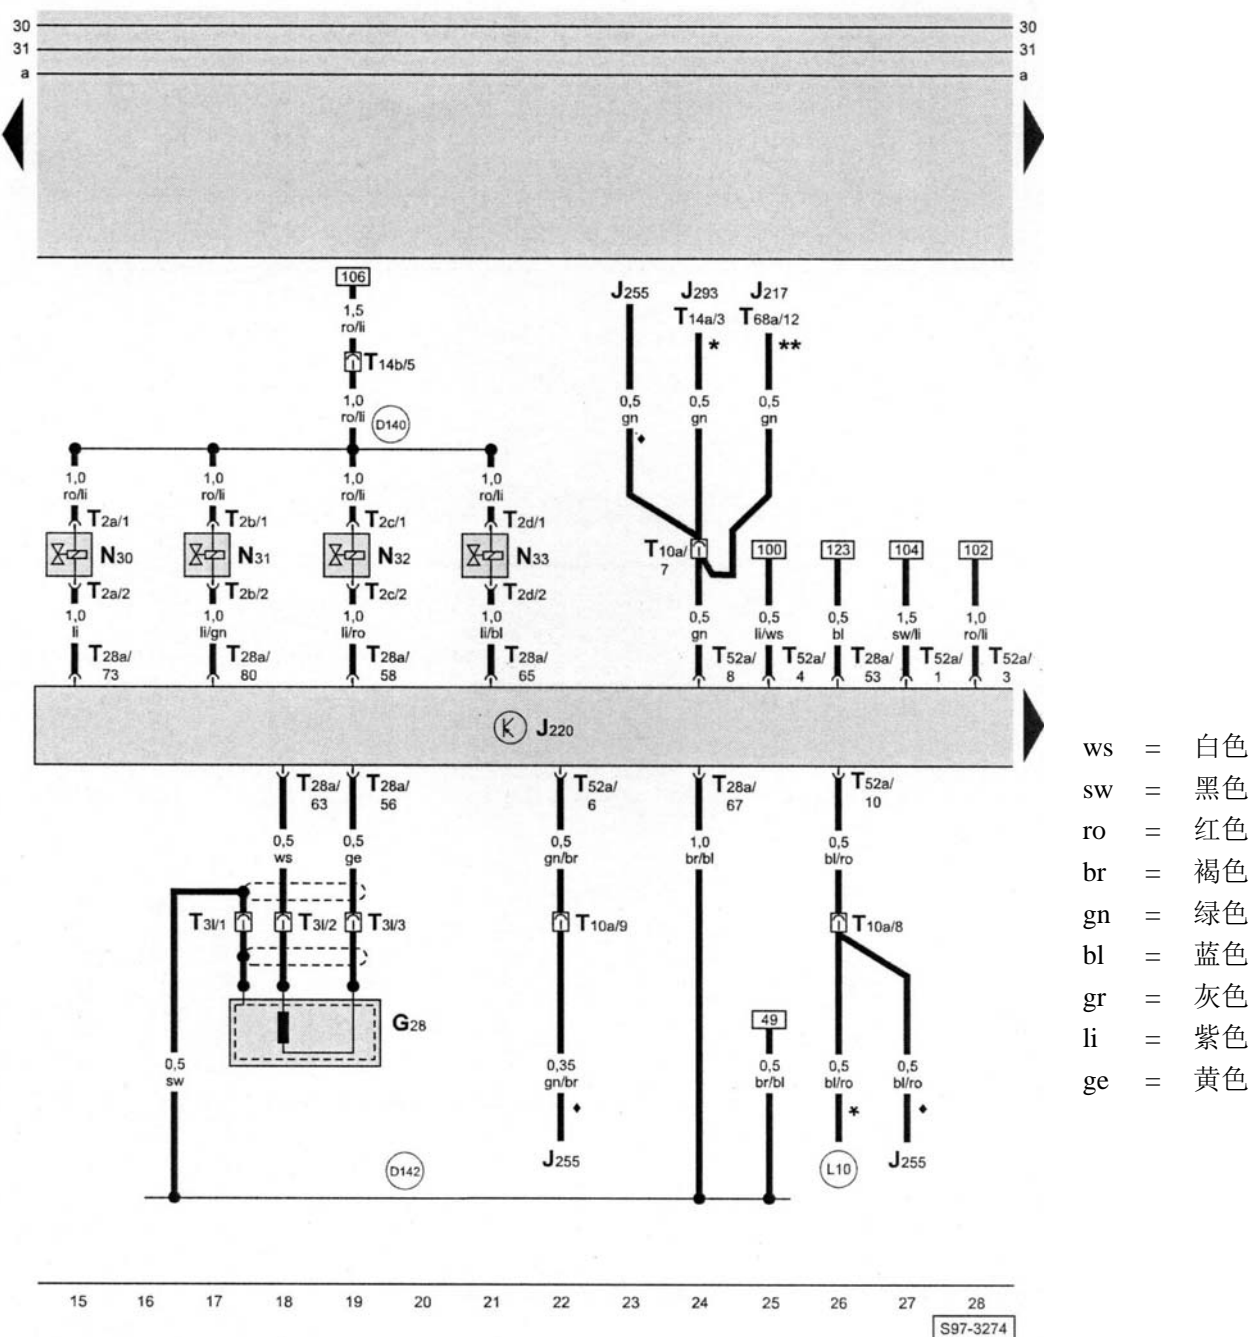 30 30
31 31
a a
106
J255 J293 J217
T14a/3 T68a/12
* **
1,5
ro/li
T14b/5
1,0 0,5 0,5 0,5
ro/li gn gn gn
D140
♦
1,0 1,0 1,0 1,0
ro/li ro/li ro/li ro/li
T2a/1 T2b/1 T2c/1 T2d/1
N30 N31 N32 N33
T10a/
7
100 123 104 102
T2a/2 T2b/2 T2c/2 T2d/2
1,0 1,0 1,0 1,0 0,5 0,5 0,5 1,5 1,0
li li/gn li/ro li/bl gn li/ws bl sw/li ro/li
T28a/ T28a/ T28a/ T28a/ T52a/ T52a/ T28a/ T52a/ T52a/
73 80 58 65 8 4 53 1 3
K J220
T28a/ T28a/ T52a/ T28a/ T52a/
63 56 6 67 10
0,5 0,5 0,5 1,0 0,5
ws ge gn/br br/bl bl/ro
T3l/1 T3l/2 T3l/3 T10a/9 T10a/8
G28
49
0,5 0,35 0,5 0,5 0,5
sw gn/br br/bl bl/ro bl/ro
♦ * ♦
J255 L10 J255
D142
15 16 17 18 19 20 21 22 23 24 25 26 27 28
S97-3274
ws = 白色
sw = 黑色
ro = 红色
br = 褐色
gn = 绿色
bl = 蓝色
gr = 灰色
li = 紫色
ge = 黄色